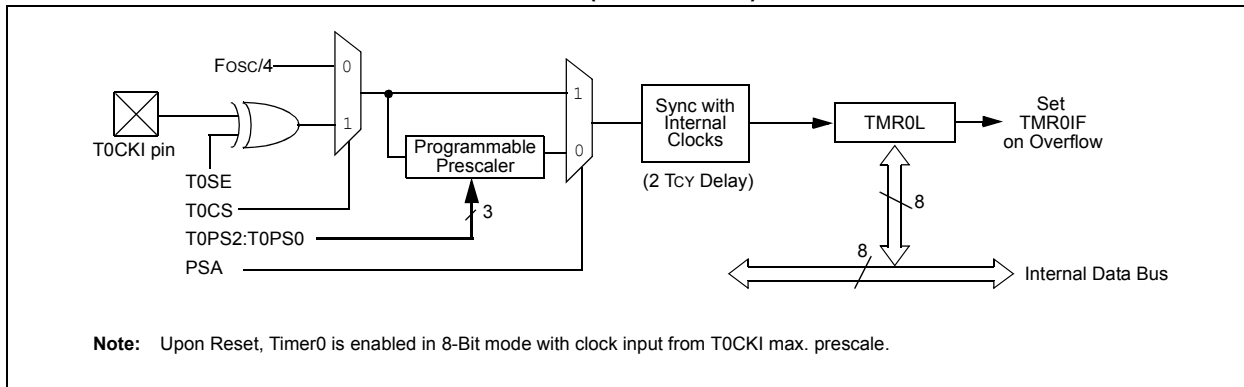 Fosc/4
0
1
T0CKI pin
T0SE
T0CS
T0PS2:T0PS0
PSA
Programmable
Prescaler
3
1
0
Sync with
Internal
Clocks
(2 TCY Delay)
TMR0L
Set
TMR0IF
on Overflow
8
8
Internal Data Bus
Note: Upon Reset, Timer0 is enabled in 8-Bit mode with clock input from T0CKI max. prescale.